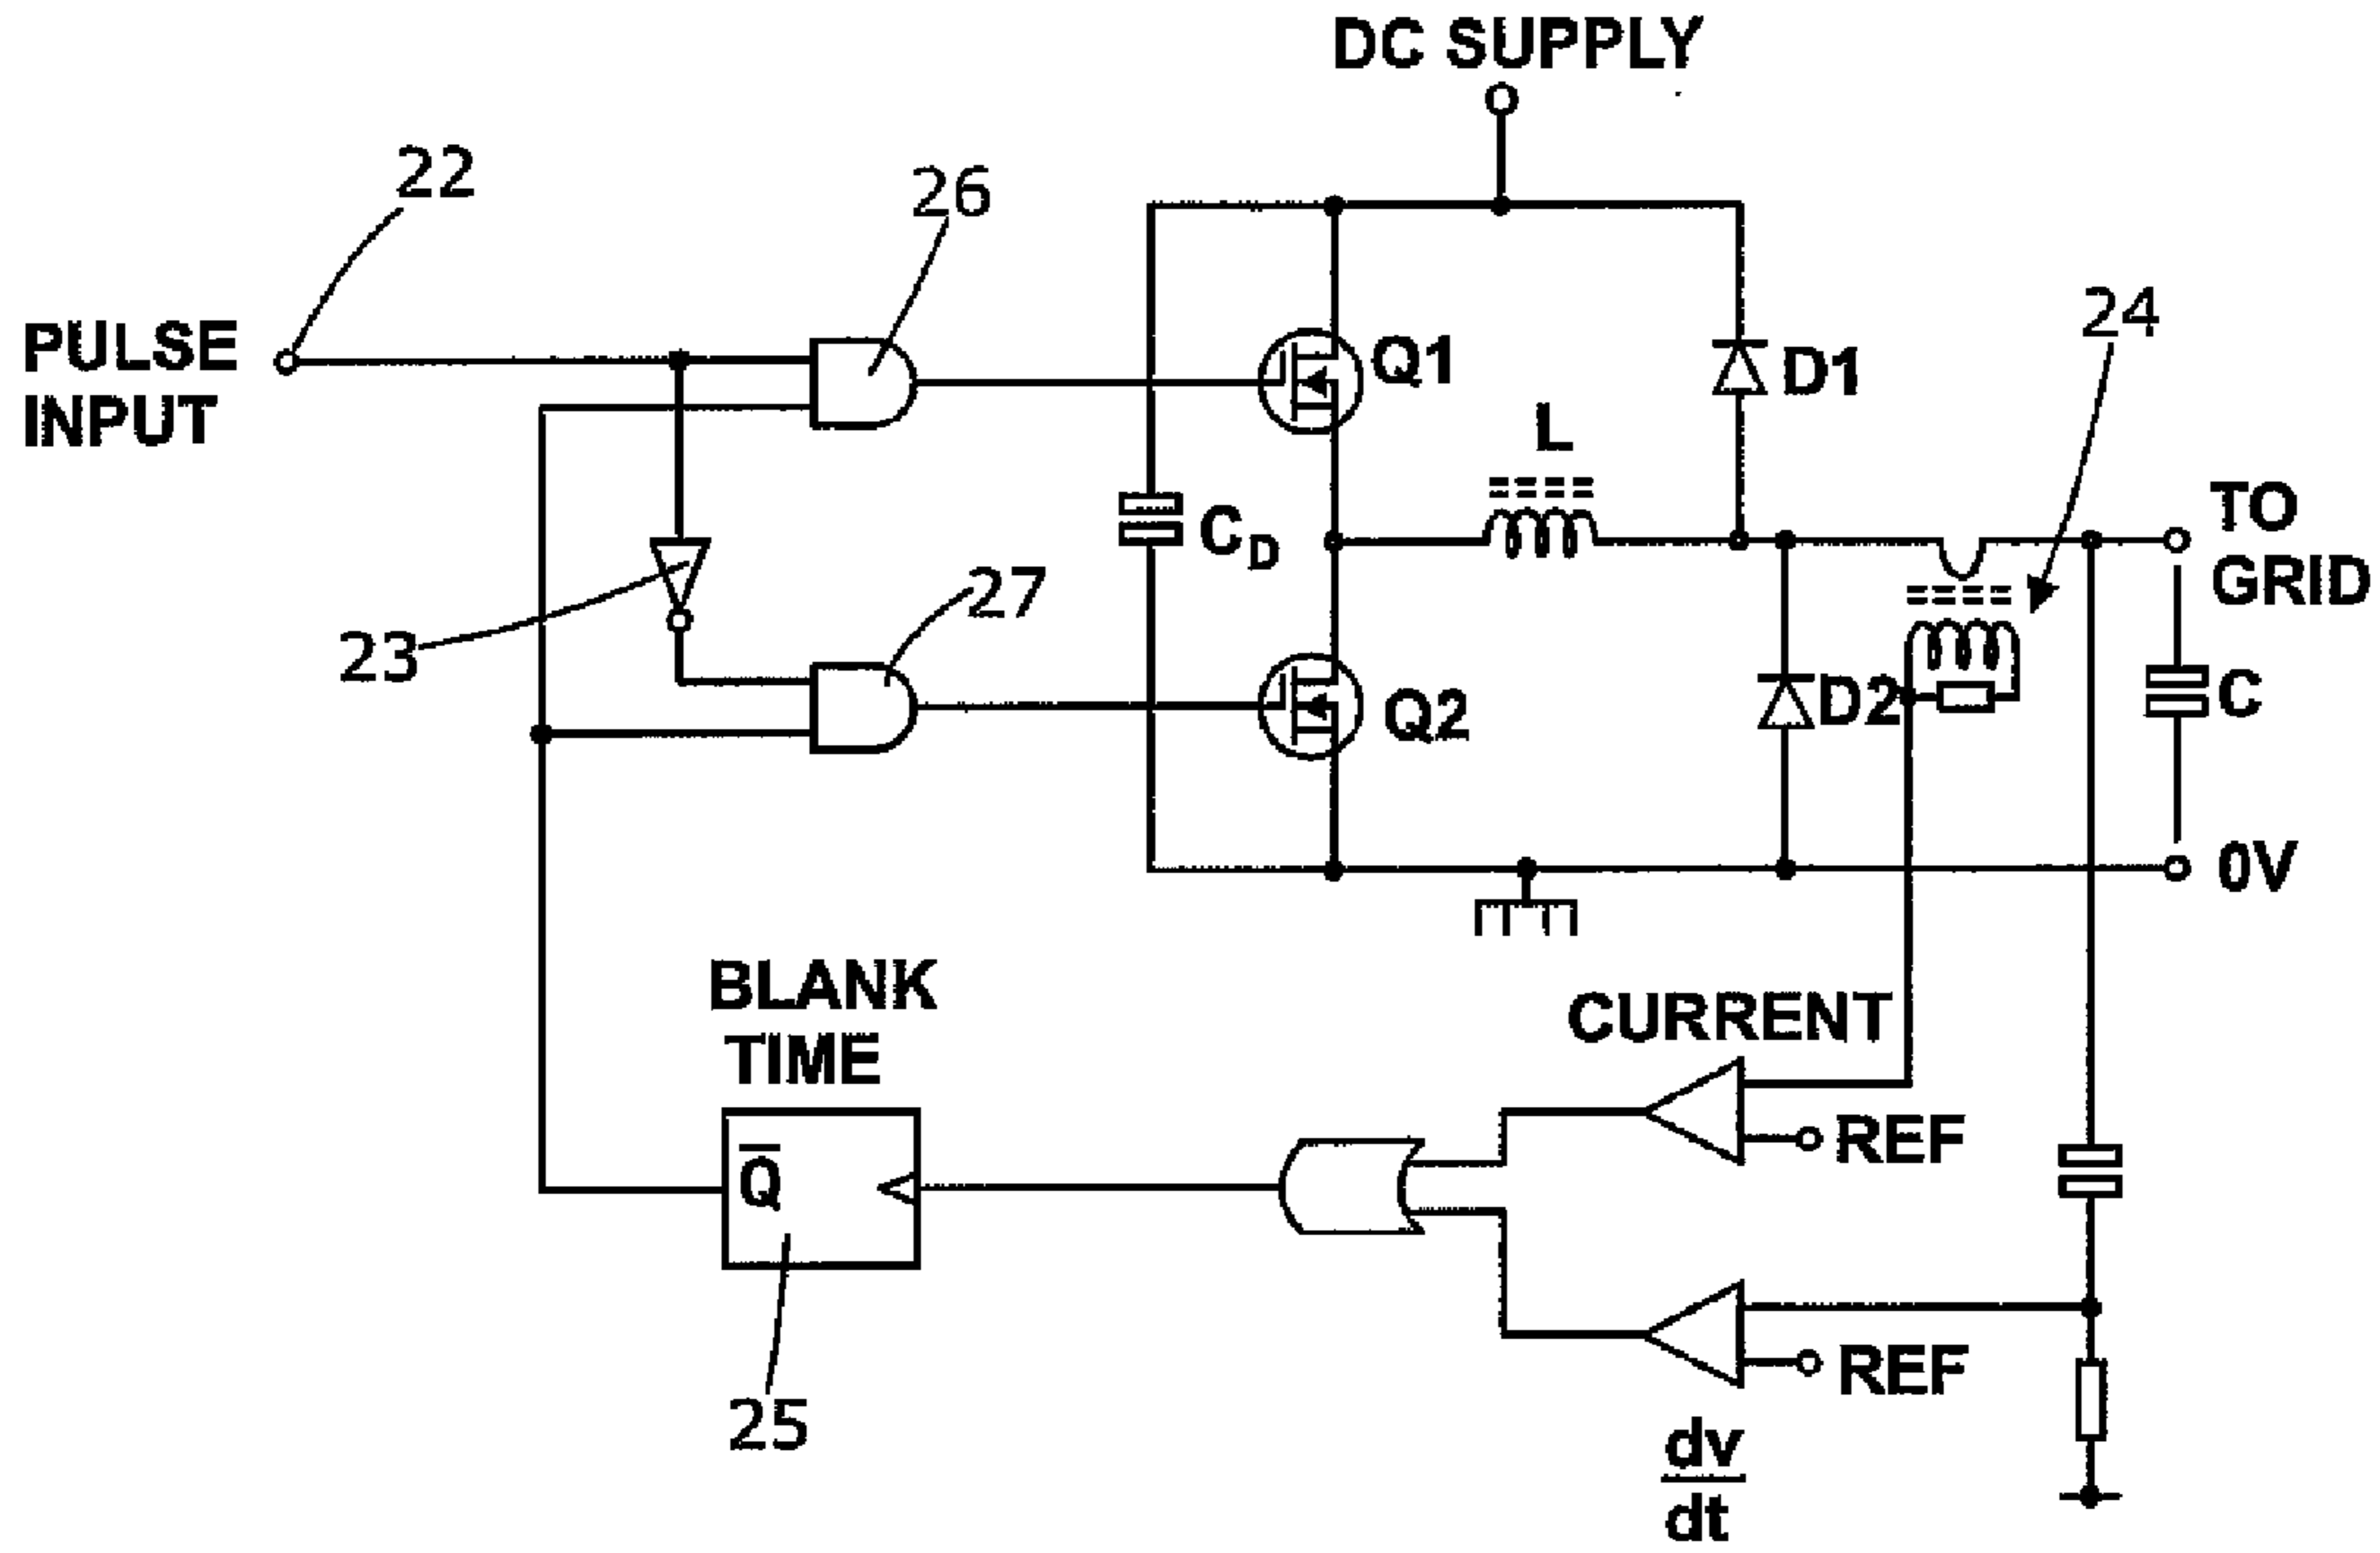 DC SUPPLY
22
26
PULSE
INPUT
Q1
D1
24
L
C_D
TO
GRID
23
27
Q2
D2
C
0V
BLANK
TIME
CURRENT
REF
Q̅
25
REF
dv
dt